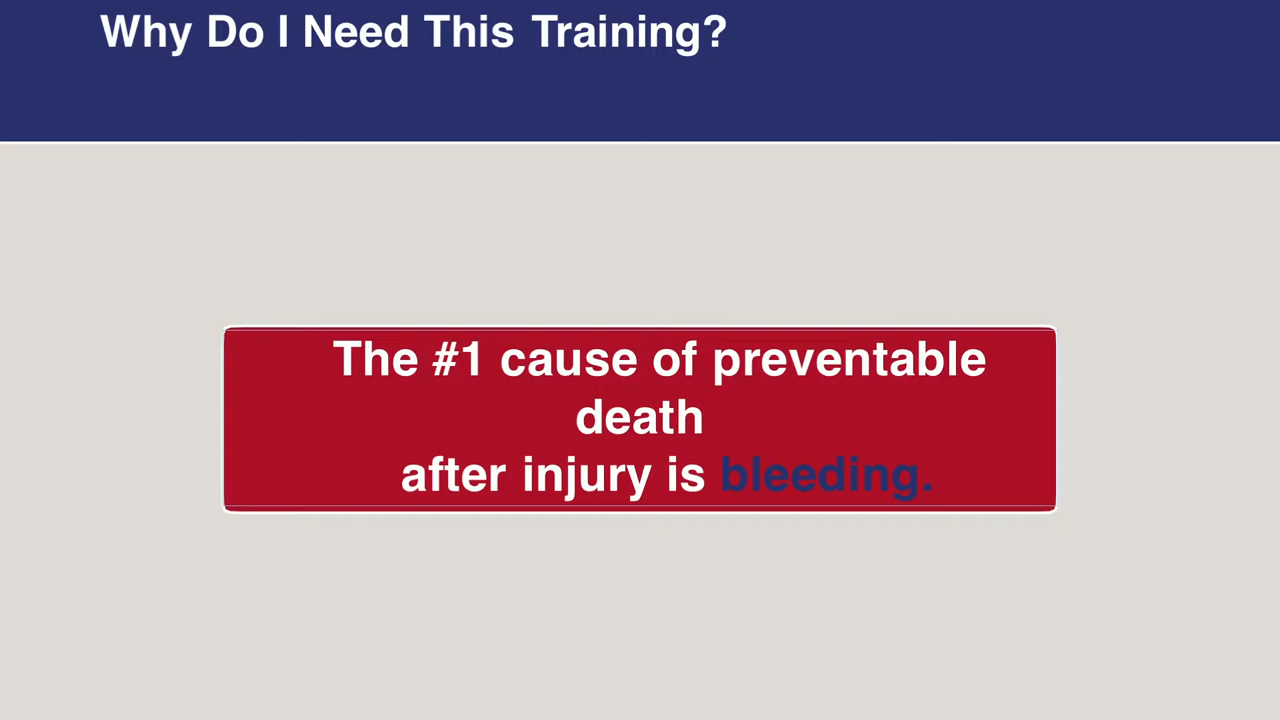 Why Do I Need This Training?
The #1 cause of preventable
death
after injury is bleeding.